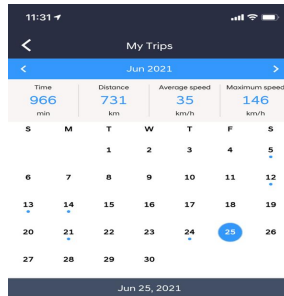 11:31
My Trips
< Jun 2021 >
Time Distance Average speed Maximum speed
966 731 35 146
min km km/h km/h
S M T W T F S
1 2 3 4 5
6 7 8 9 10 11 12
13 14 15 16 17 18 19
20 21 22 23 24 25 26
27 28 29 30
Jun 25, 2021